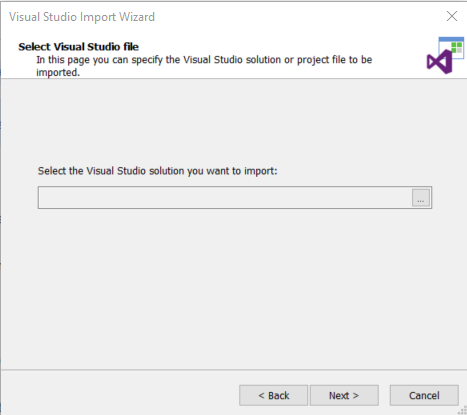 Visual Studio Import Wizard
Select Visual Studio file
In this page you can specify the Visual Studio solution or project file to be
imported.
Select the Visual Studio solution you want to import:
...
< Back
Next >
Cancel